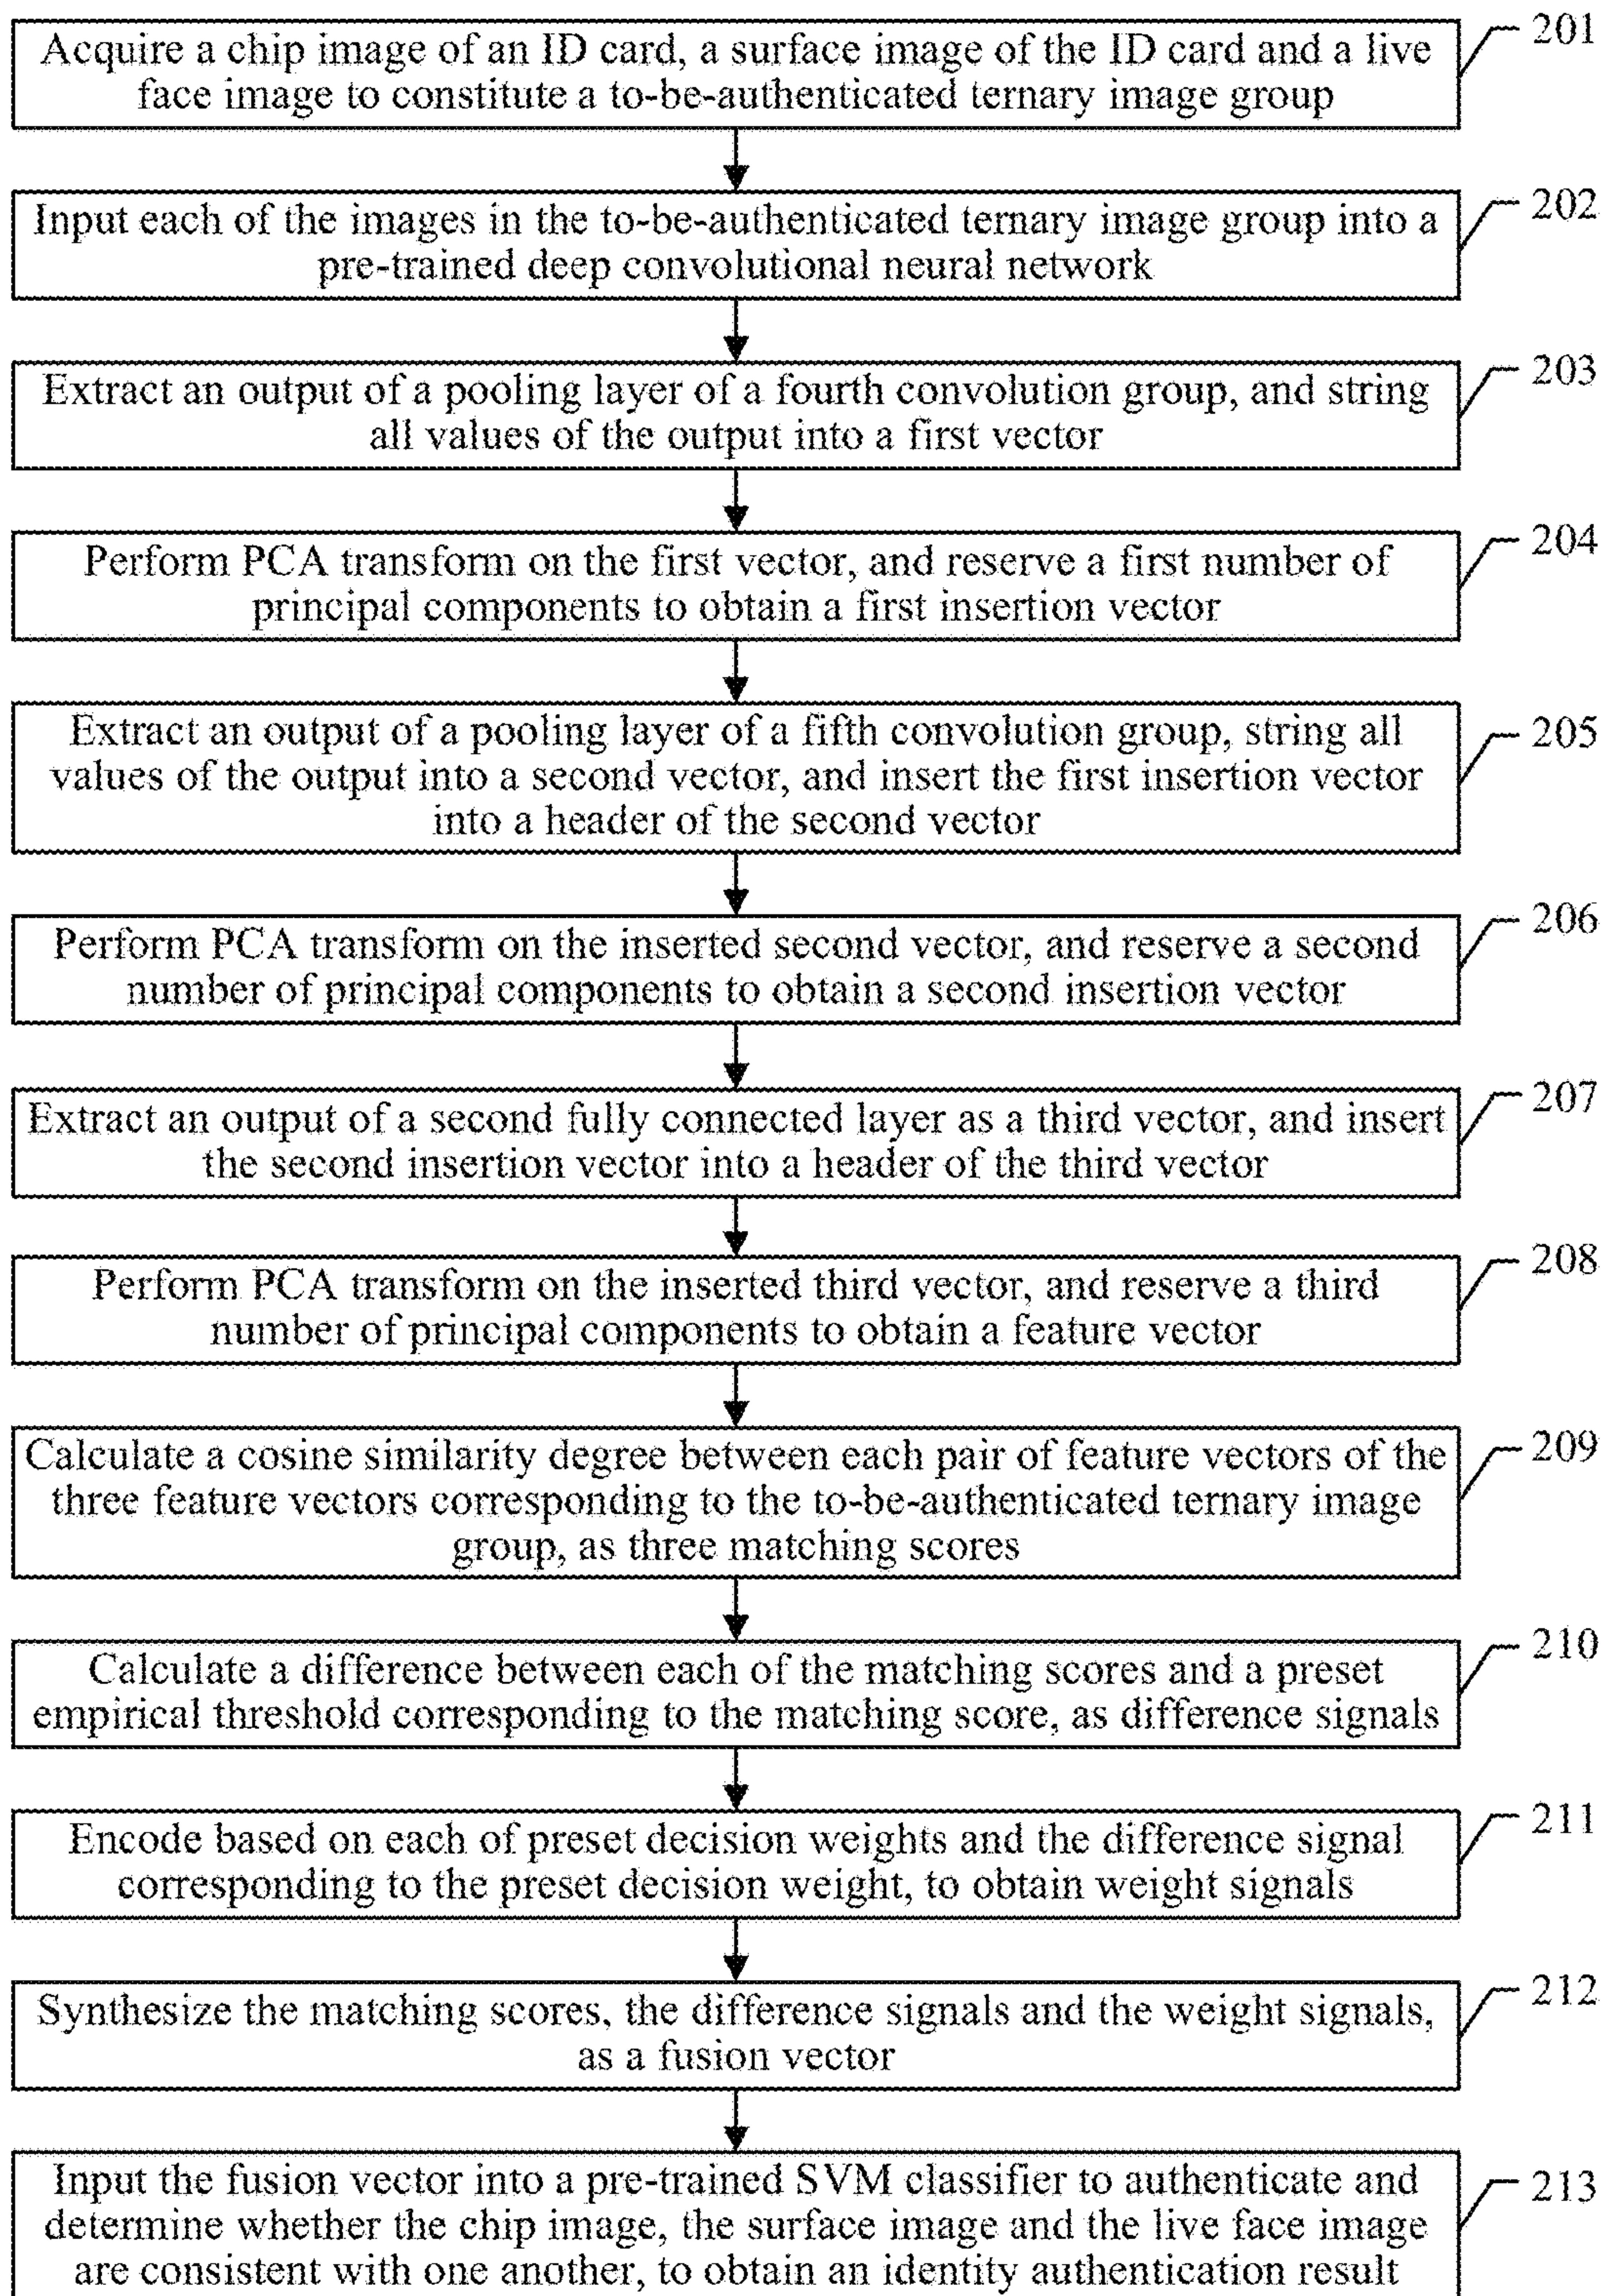 Acquire a chip image of an ID card, a surface image of the ID card and a live
face image to constitute a to-be-authenticated ternary image group
201
Input each of the images in the to-be-authenticated ternary image group into a
pre-trained deep convolutional neural network
202
Extract an output of a pooling layer of a fourth convolution group, and string
all values of the output into a first vector
203
Perform PCA transform on the first vector, and reserve a first number of
principal components to obtain a first insertion vector
204
Extract an output of a pooling layer of a fifth convolution group, string all
values of the output into a second vector, and insert the first insertion vector
into a header of the second vector
205
Perform PCA transform on the inserted second vector, and reserve a second
number of principal components to obtain a second insertion vector
206
Extract an output of a second fully connected layer as a third vector, and insert
the second insertion vector into a header of the third vector
207
Perform PCA transform on the inserted third vector, and reserve a third
number of principal components to obtain a feature vector
208
Calculate a cosine similarity degree between each pair of feature vectors of the
three feature vectors corresponding to the to-be-authenticated ternary image
group, as three matching scores
209
Calculate a difference between each of the matching scores and a preset
empirical threshold corresponding to the matching score, as difference signals
210
Encode based on each of preset decision weights and the difference signal
corresponding to the preset decision weight, to obtain weight signals
211
Synthesize the matching scores, the difference signals and the weight signals,
as a fusion vector
212
Input the fusion vector into a pre-trained SVM classifier to authenticate and
determine whether the chip image, the surface image and the live face image
are consistent with one another, to obtain an identity authentication result
213